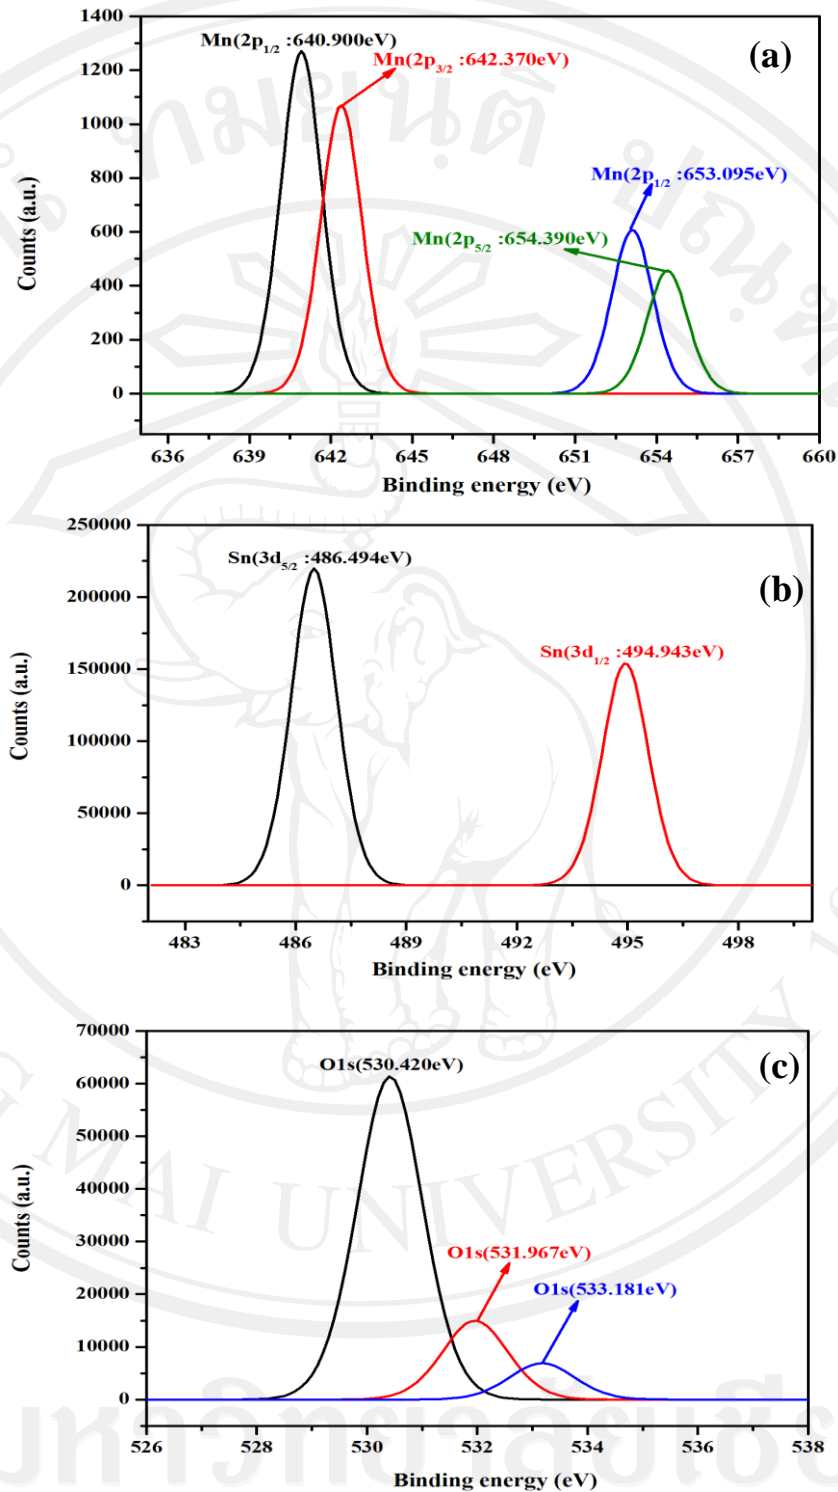 1400
Mn(2p1/2 :640.900eV)
(a)
1200
Mn(2p3/2 :642.370eV)
1000
800
Mn(2p1/2 :653.095eV)
600
Mn(2p5/2 :654.390eV)
400
200
0
Counts (a.u.)
636 639 642 645 648 651 654 657 660
Binding energy (eV)
250000
Sn(3d5/2 :486.494eV)
(b)
200000
Sn(3d1/2 :494.943eV)
150000
100000
50000
0
Counts (a.u.)
483 486 489 492 495 498
Binding energy (eV)
70000
O1s(530.420eV)
(c)
60000
50000
40000
30000
O1s(531.967eV)
20000
O1s(533.181eV)
10000
0
Counts (a.u.)
526 528 530 532 534 536 538
Binding energy (eV)
MAI UNIVERSITY